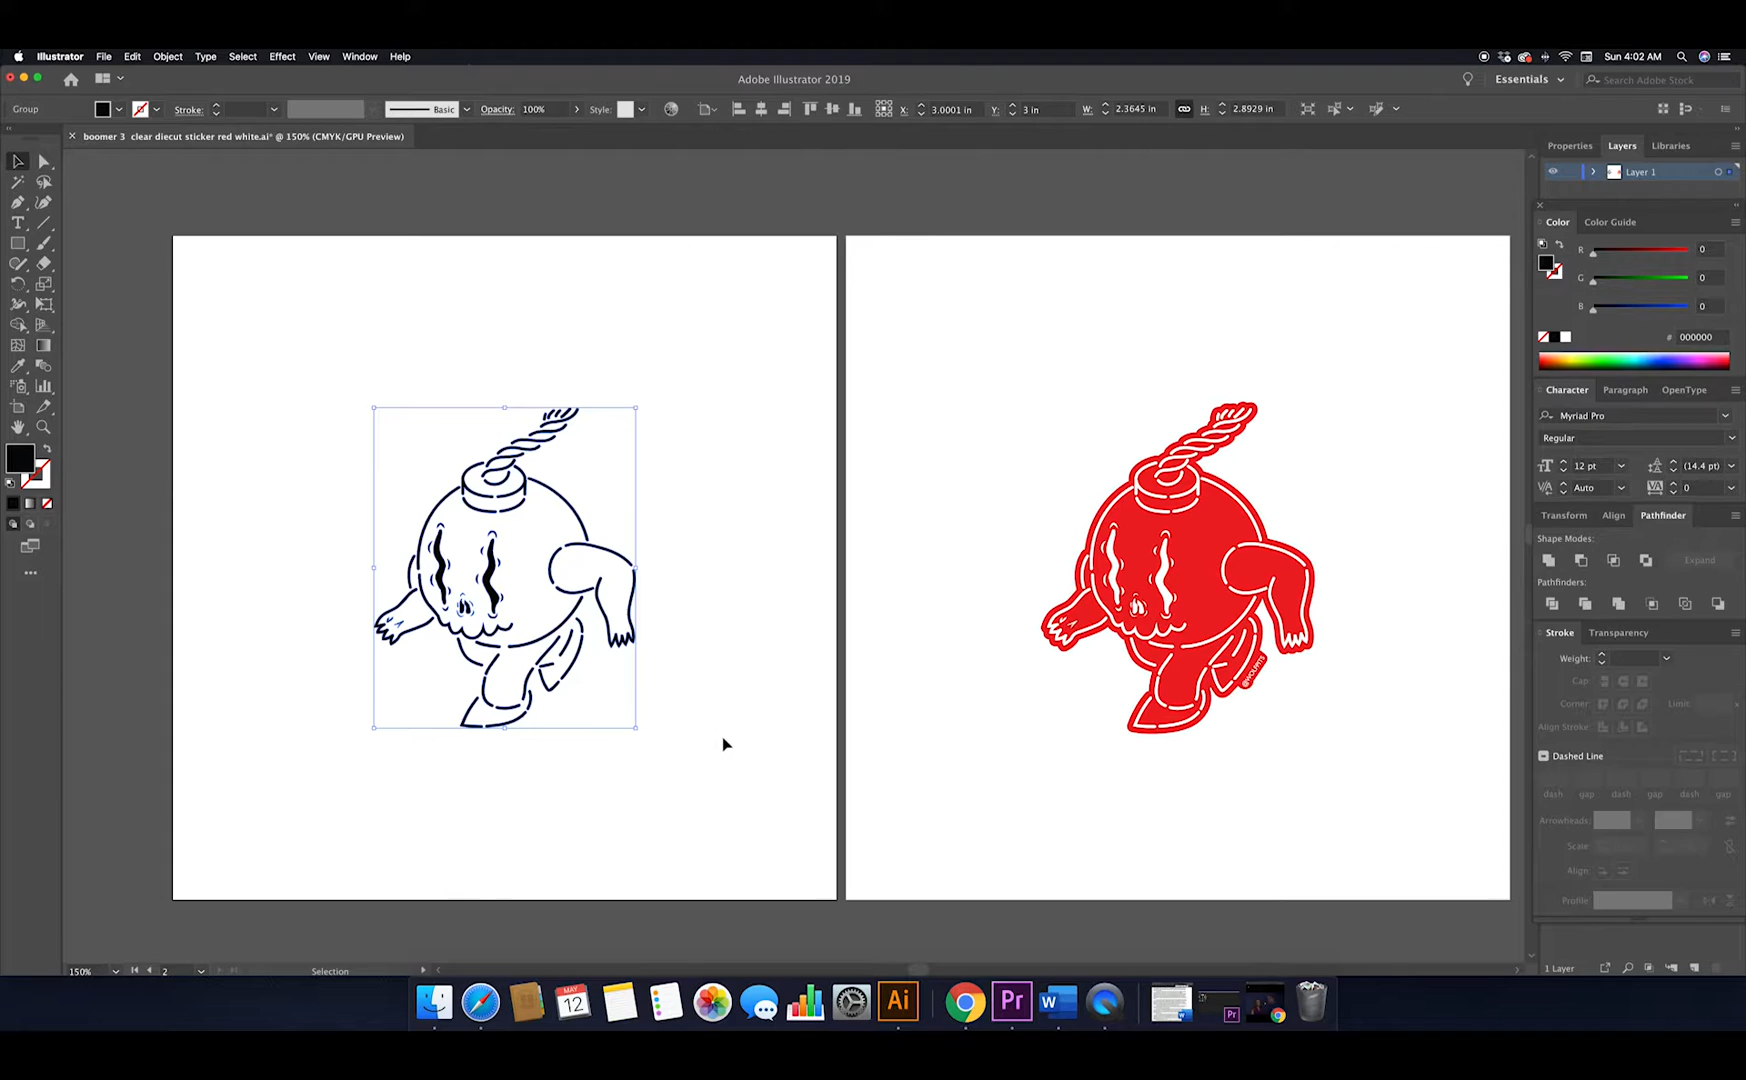 Illustrator File Edit Object Type Select Effect View Window Help Sun 4:02 AM
Adobe Illustrator 2019 Essentials Search Adobe Stock
Group Stroke: Basic Opacity: 100% Style: X: 3.0001 in Y: 3 in W: 2.3645 in H: 2.8929 in
boomer 3 clear diecut sticker red white.ai* @ 150% (CMYK/GPU Preview)
Properties Layers Libraries
Layer 1
Color Color Guide
R 0
G 0
B 0
# 000000
Character Paragraph OpenType
Myriad Pro
Regular
12 pt (14.4 pt)
Auto 0
Transform Align Pathfinder
Shape Modes:
Expand
Pathfinders:
Stroke Transparency
Weight:
Cap:
Corner: Limit:
Align Stroke:
Dashed Line
dash gap dash gap dash gap
Arrowheads:
Scale:
Align:
Profile:
150% 2 Selection 1 Layer
MAY
12
Ai Pr W